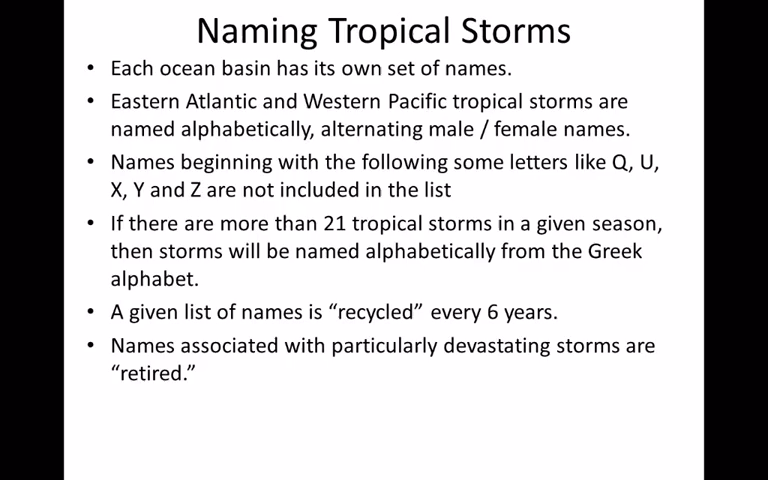 Naming Tropical Storms
• Each ocean basin has its own set of names.
• Eastern Atlantic and Western Pacific tropical storms are
named alphabetically, alternating male / female names.
• Names beginning with the following some letters like Q, U,
X, Y and Z are not included in the list
• If there are more than 21 tropical storms in a given season,
then storms will be named alphabetically from the Greek
alphabet.
• A given list of names is “recycled” every 6 years.
• Names associated with particularly devastating storms are
“retired.”